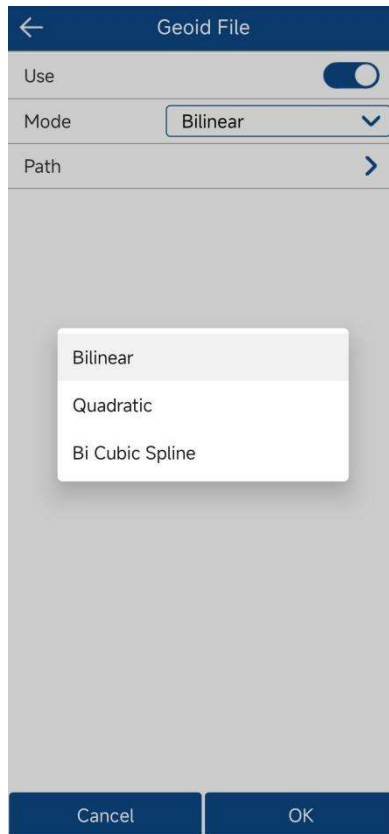 Geoid File
Use
Mode Bilinear
Path
Bilinear
Quadratic
Bi Cubic Spline
Cancel OK